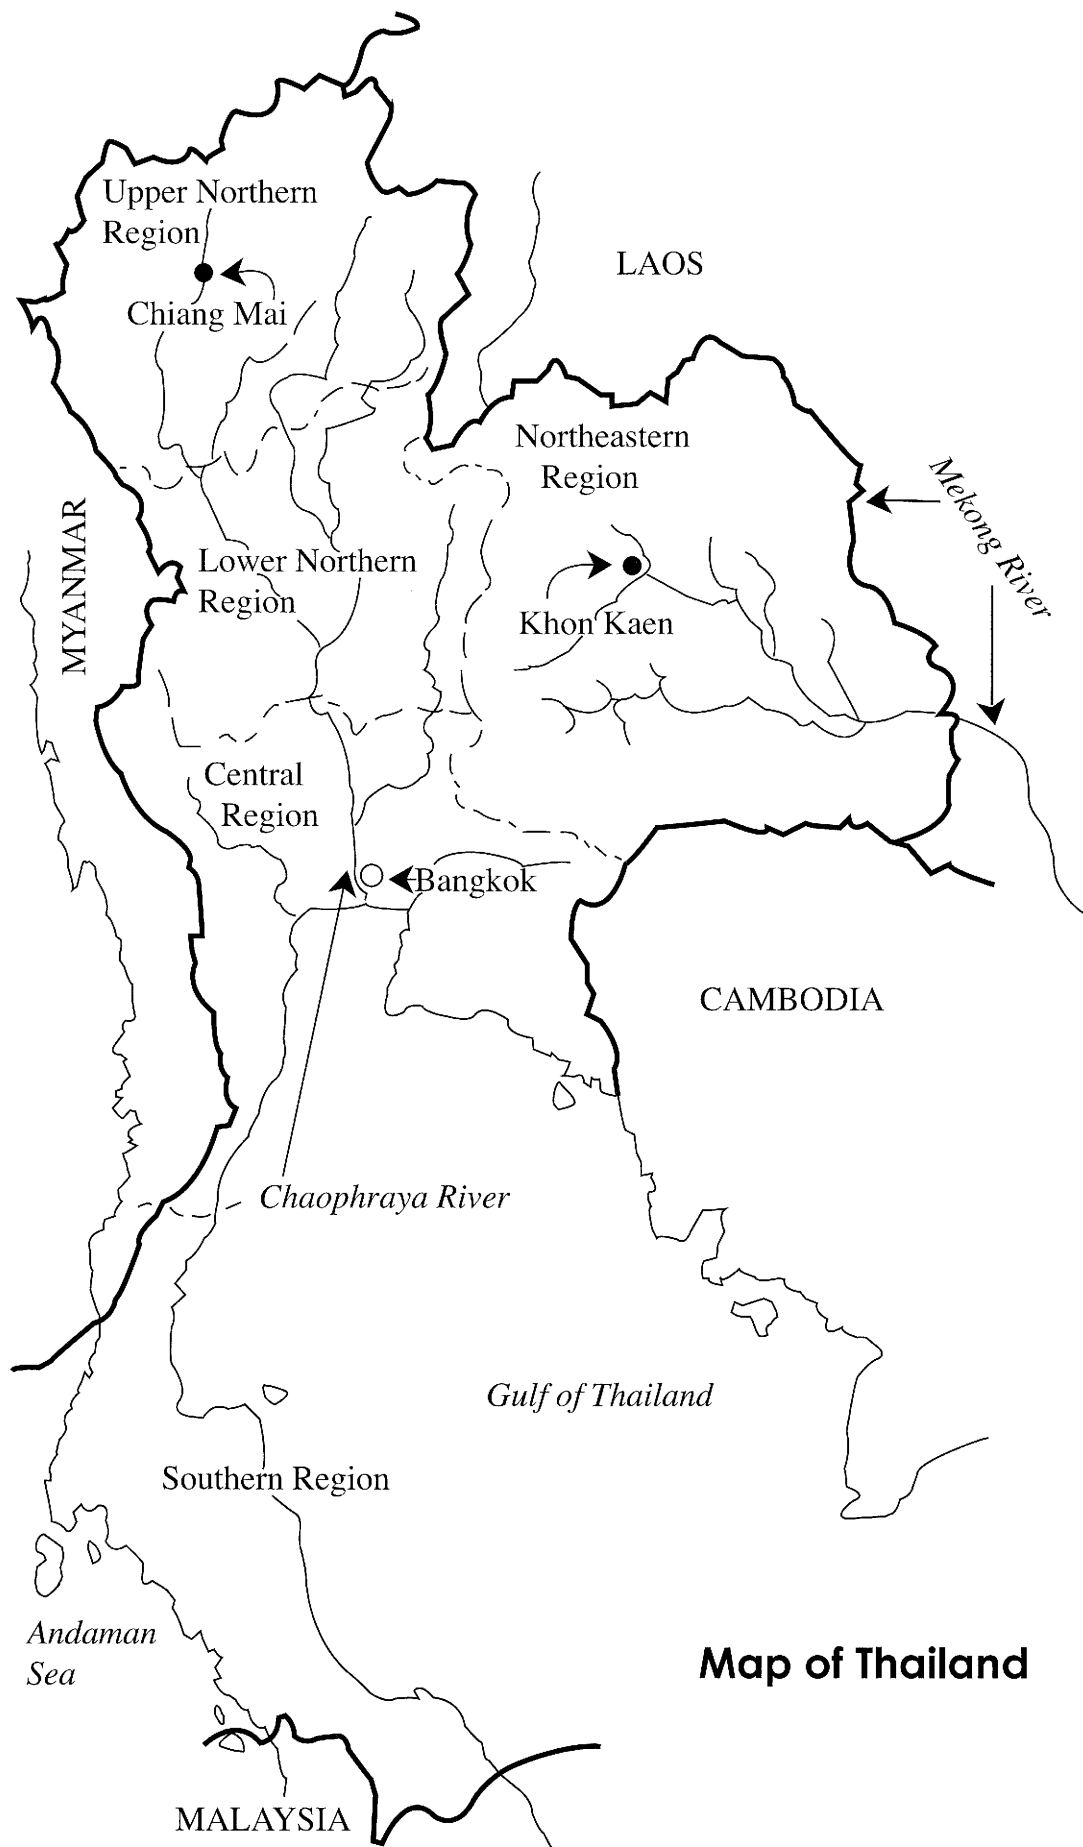 Upper Northern
Region
LAOS
Chiang Mai
Northeastern
Region
Mekong River
MYANMAR
Lower Northern
Region
Khon Kaen
Central
Region
Bangkok
CAMBODIA
Chaophraya River
Gulf of Thailand
Southern Region
Andaman
Sea
Map of Thailand
MALAYSIA